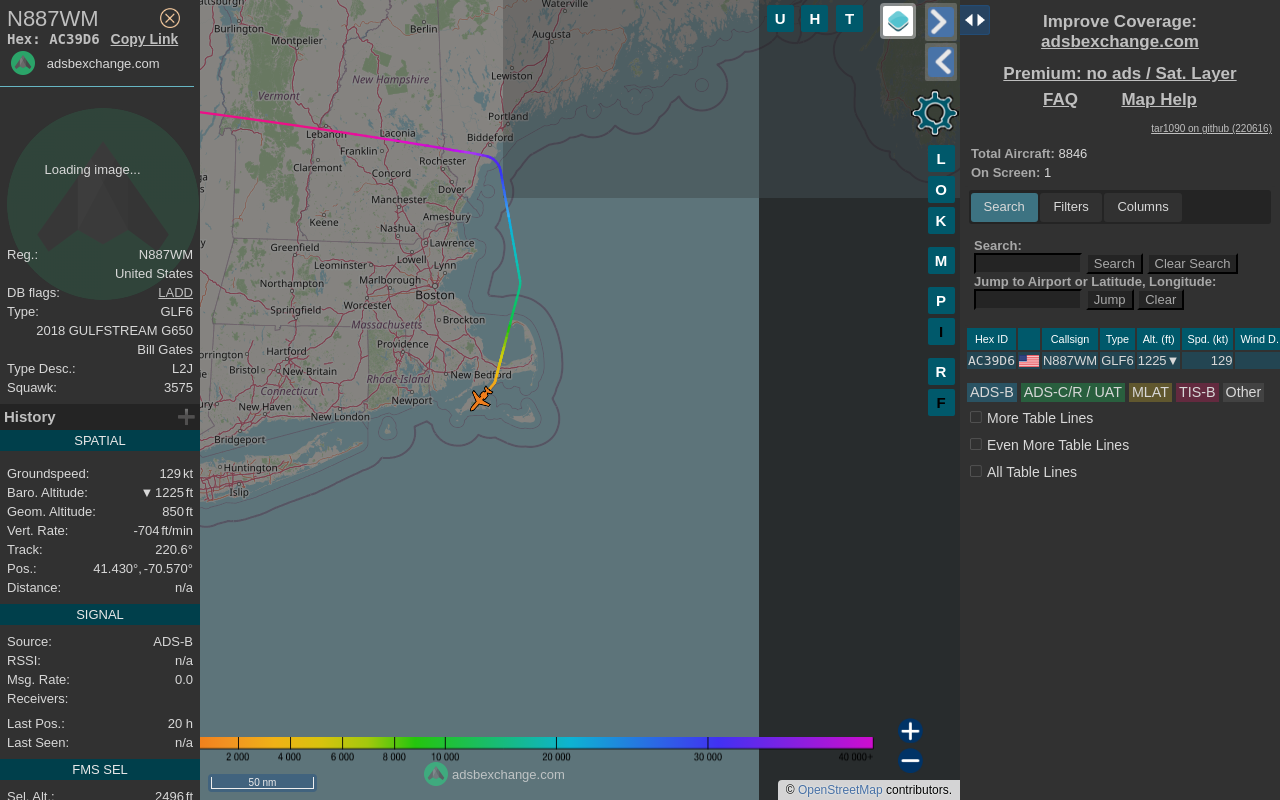 N887WM
Hex: AC39D6 Copy Link
adsbexchange.com
Loading image...
Reg.: N887WM
United States
DB flags: LADD
Type: GLF6
2018 GULFSTREAM G650
Bill Gates
Type Desc.: L2J
Squawk: 3575
History
SPATIAL
Groundspeed: 129 kt
Baro. Altitude: ▼ 1225 ft
Geom. Altitude: 850 ft
Vert. Rate: -704 ft/min
Track: 220.6°
Pos.: 41.430°, -70.570°
Distance: n/a
SIGNAL
Source: ADS-B
RSSI: n/a
Msg. Rate: 0.0
Receivers:
Last Pos.: 20 h
Last Seen: n/a
FMS SEL
Sel. Alt.: 2496 ft
Waterville
Burlington
Berlin
Montpelier
Augusta
Lewiston
New Hampshire
Vermont
Portland
Lebanon
Laconia
Biddeford
Franklin
Rochester
Claremont
Concord
Dover
Manchester
Amesbury
Keene
Nashua
Greenfield
Lawrence
Lowell
Leominster
Lynn
Northampton
Marlborough
Boston
Springfield
Worcester
Massachusetts
Brockton
Providence
Hartford
Bristol
New Britain
Rhode Island
New Bedford
Connecticut
Newport
New Haven
New London
Bridgeport
Huntington
Islip
2 000 4 000 6 000 8 000 10 000 20 000 30 000 40 000+
50 nm
adsbexchange.com
© OpenStreetMap contributors.
U H T
L
O
K
M
P
I
R
F
Improve Coverage:
adsbexchange.com
Premium: no ads / Sat. Layer
FAQ Map Help
tar1090 on github (220616)
Total Aircraft: 8846
On Screen: 1
Search Filters Columns
Search:
Search Clear Search
Jump to Airport or Latitude, Longitude:
Jump Clear
Hex ID Callsign Type Alt. (ft) Spd. (kt) Wind D.
AC39D6 N887WM GLF6 1225▼ 129
ADS-B ADS-C/R / UAT MLAT TIS-B Other
More Table Lines
Even More Table Lines
All Table Lines